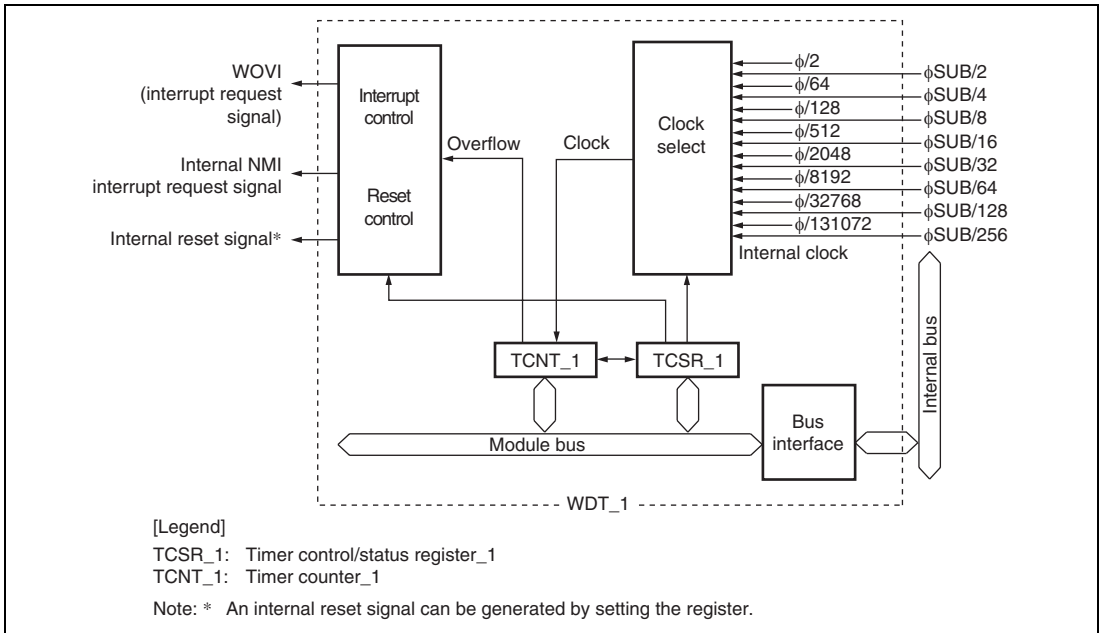 WOVI
(interrupt request
signal)
Internal NMI
interrupt request signal
Internal reset signal*
Interrupt
control
Reset
control
Overflow
Clock
Clock
select
ϕ/2
ϕSUB/2
ϕ/64
ϕSUB/4
ϕ/128
ϕSUB/8
ϕ/512
ϕSUB/16
ϕ/2048
ϕSUB/32
ϕ/8192
ϕSUB/64
ϕ/32768
ϕSUB/128
ϕ/131072
ϕSUB/256
Internal clock
TCNT_1
TCSR_1
Module bus
Bus
interface
Internal bus
WDT_1
[Legend]
TCSR_1: Timer control/status register_1
TCNT_1: Timer counter_1
Note: * An internal reset signal can be generated by setting the register.